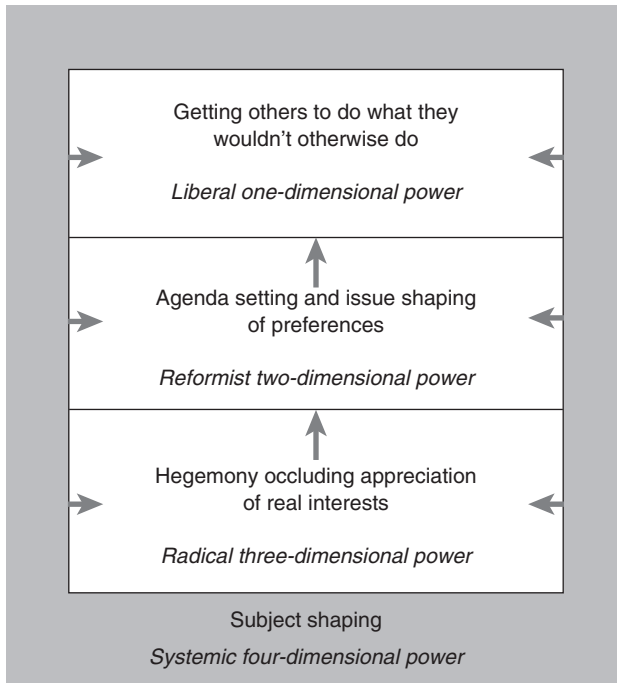 Getting others to do what they
wouldn't otherwise do
Liberal one-dimensional power
Agenda setting and issue shaping
of preferences
Reformist two-dimensional power
Hegemony occluding appreciation
of real interests
Radical three-dimensional power
Subject shaping
Systemic four-dimensional power